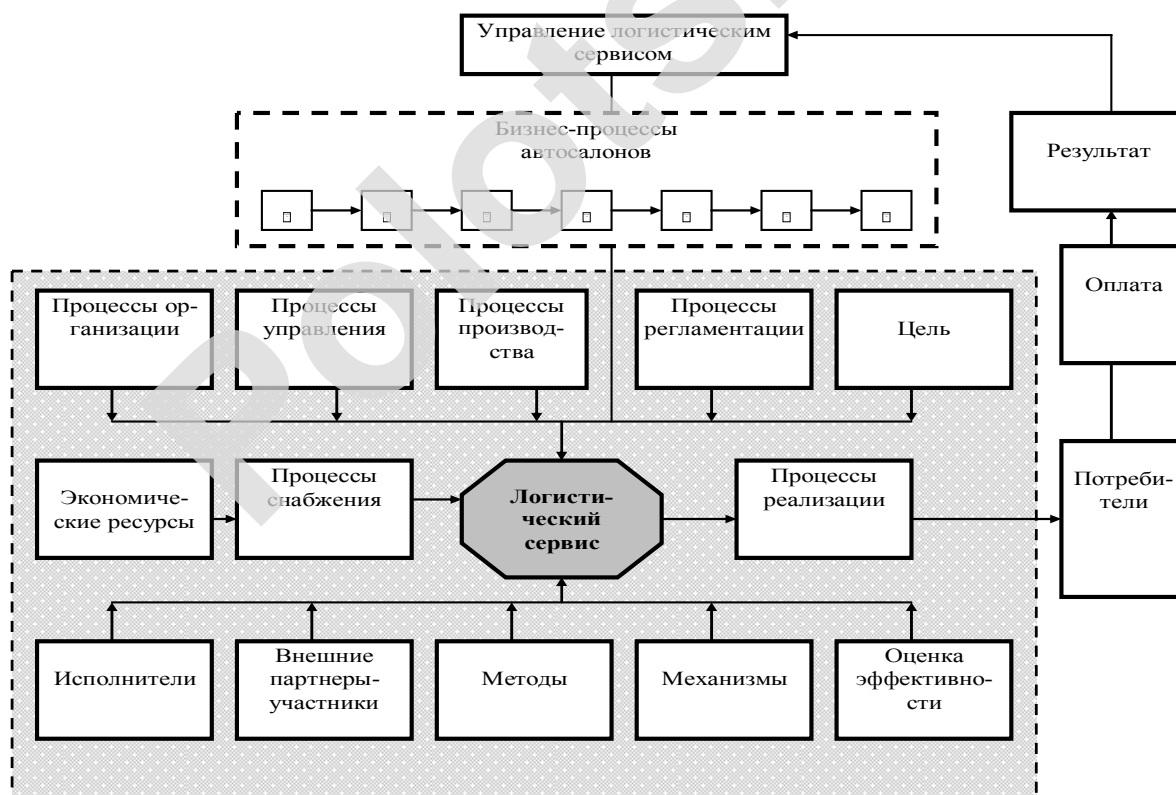 Управление логистическим
сервисом
Бизнес-процессы
автосалонов
Результат
Оплата
Процессы ор-
ганизации
Процессы
управления
Процессы
производ-
ства
Процессы
регламентации
Цель
Экономиче-
ские ресурсы
Процессы
снабжения
Логисти-
ческий
сервис
Процессы
реализации
Потреби-
тели
Исполнители
Внешние
партнеры-
участники
Методы
Механизмы
Оценка
эффективно-
сти
Polots